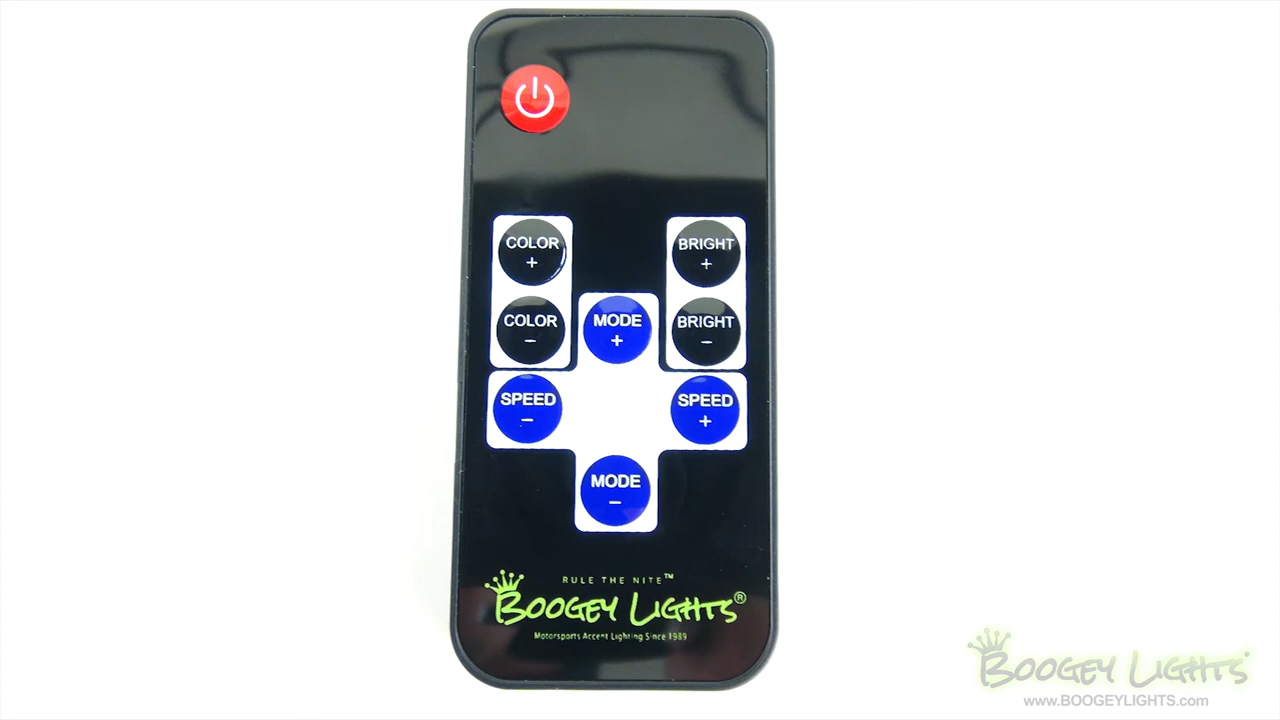 COLOR
+
BRIGHT
+
COLOR
–
MODE
+
BRIGHT
–
SPEED
–
SPEED
+
MODE
–
RULE THE NITE™
BOOGEY LIGHTS®
Motorsports Accent Lighting Since 1989
BOOGEY LIGHTS®
www.BOOGEYLIGHTS.com